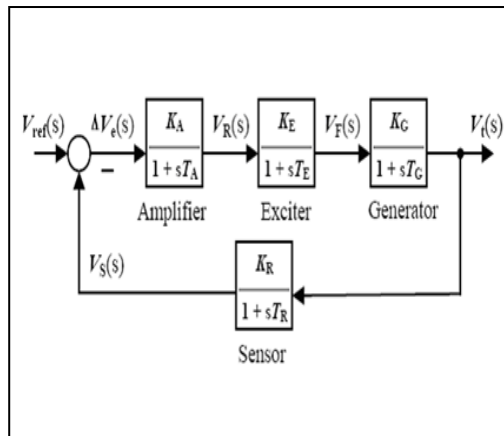 V_ref(s) ΔV_e(s) K_A V_R(s) K_E V_F(s) K_G V_t(s)
− 1 + sT_A 1 + sT_E 1 + sT_G
Amplifier Exciter Generator
V_S(s) K_R
1 + sT_R
Sensor